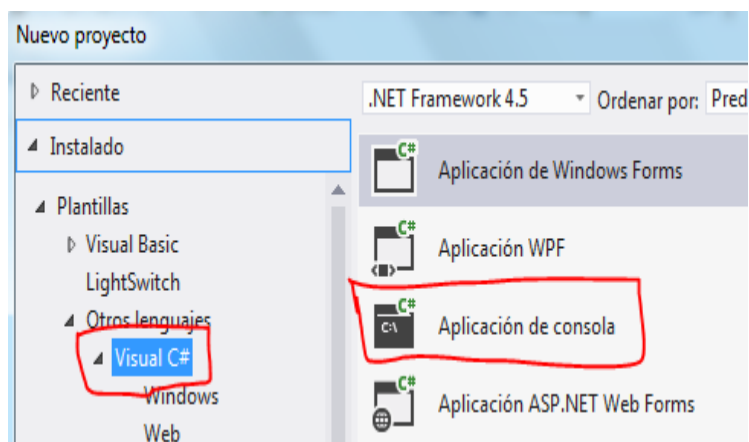 Nuevo proyecto
Reciente
Instalado
Plantillas
Visual Basic
LightSwitch
Otros lenguajes
Visual C#
Windows
Web
.NET Framework 4.5
Ordenar por: Pred
C#
Aplicación de Windows Forms
C#
Aplicación WPF
C#
C:\
Aplicación de consola
C#
Aplicación ASP.NET Web Forms